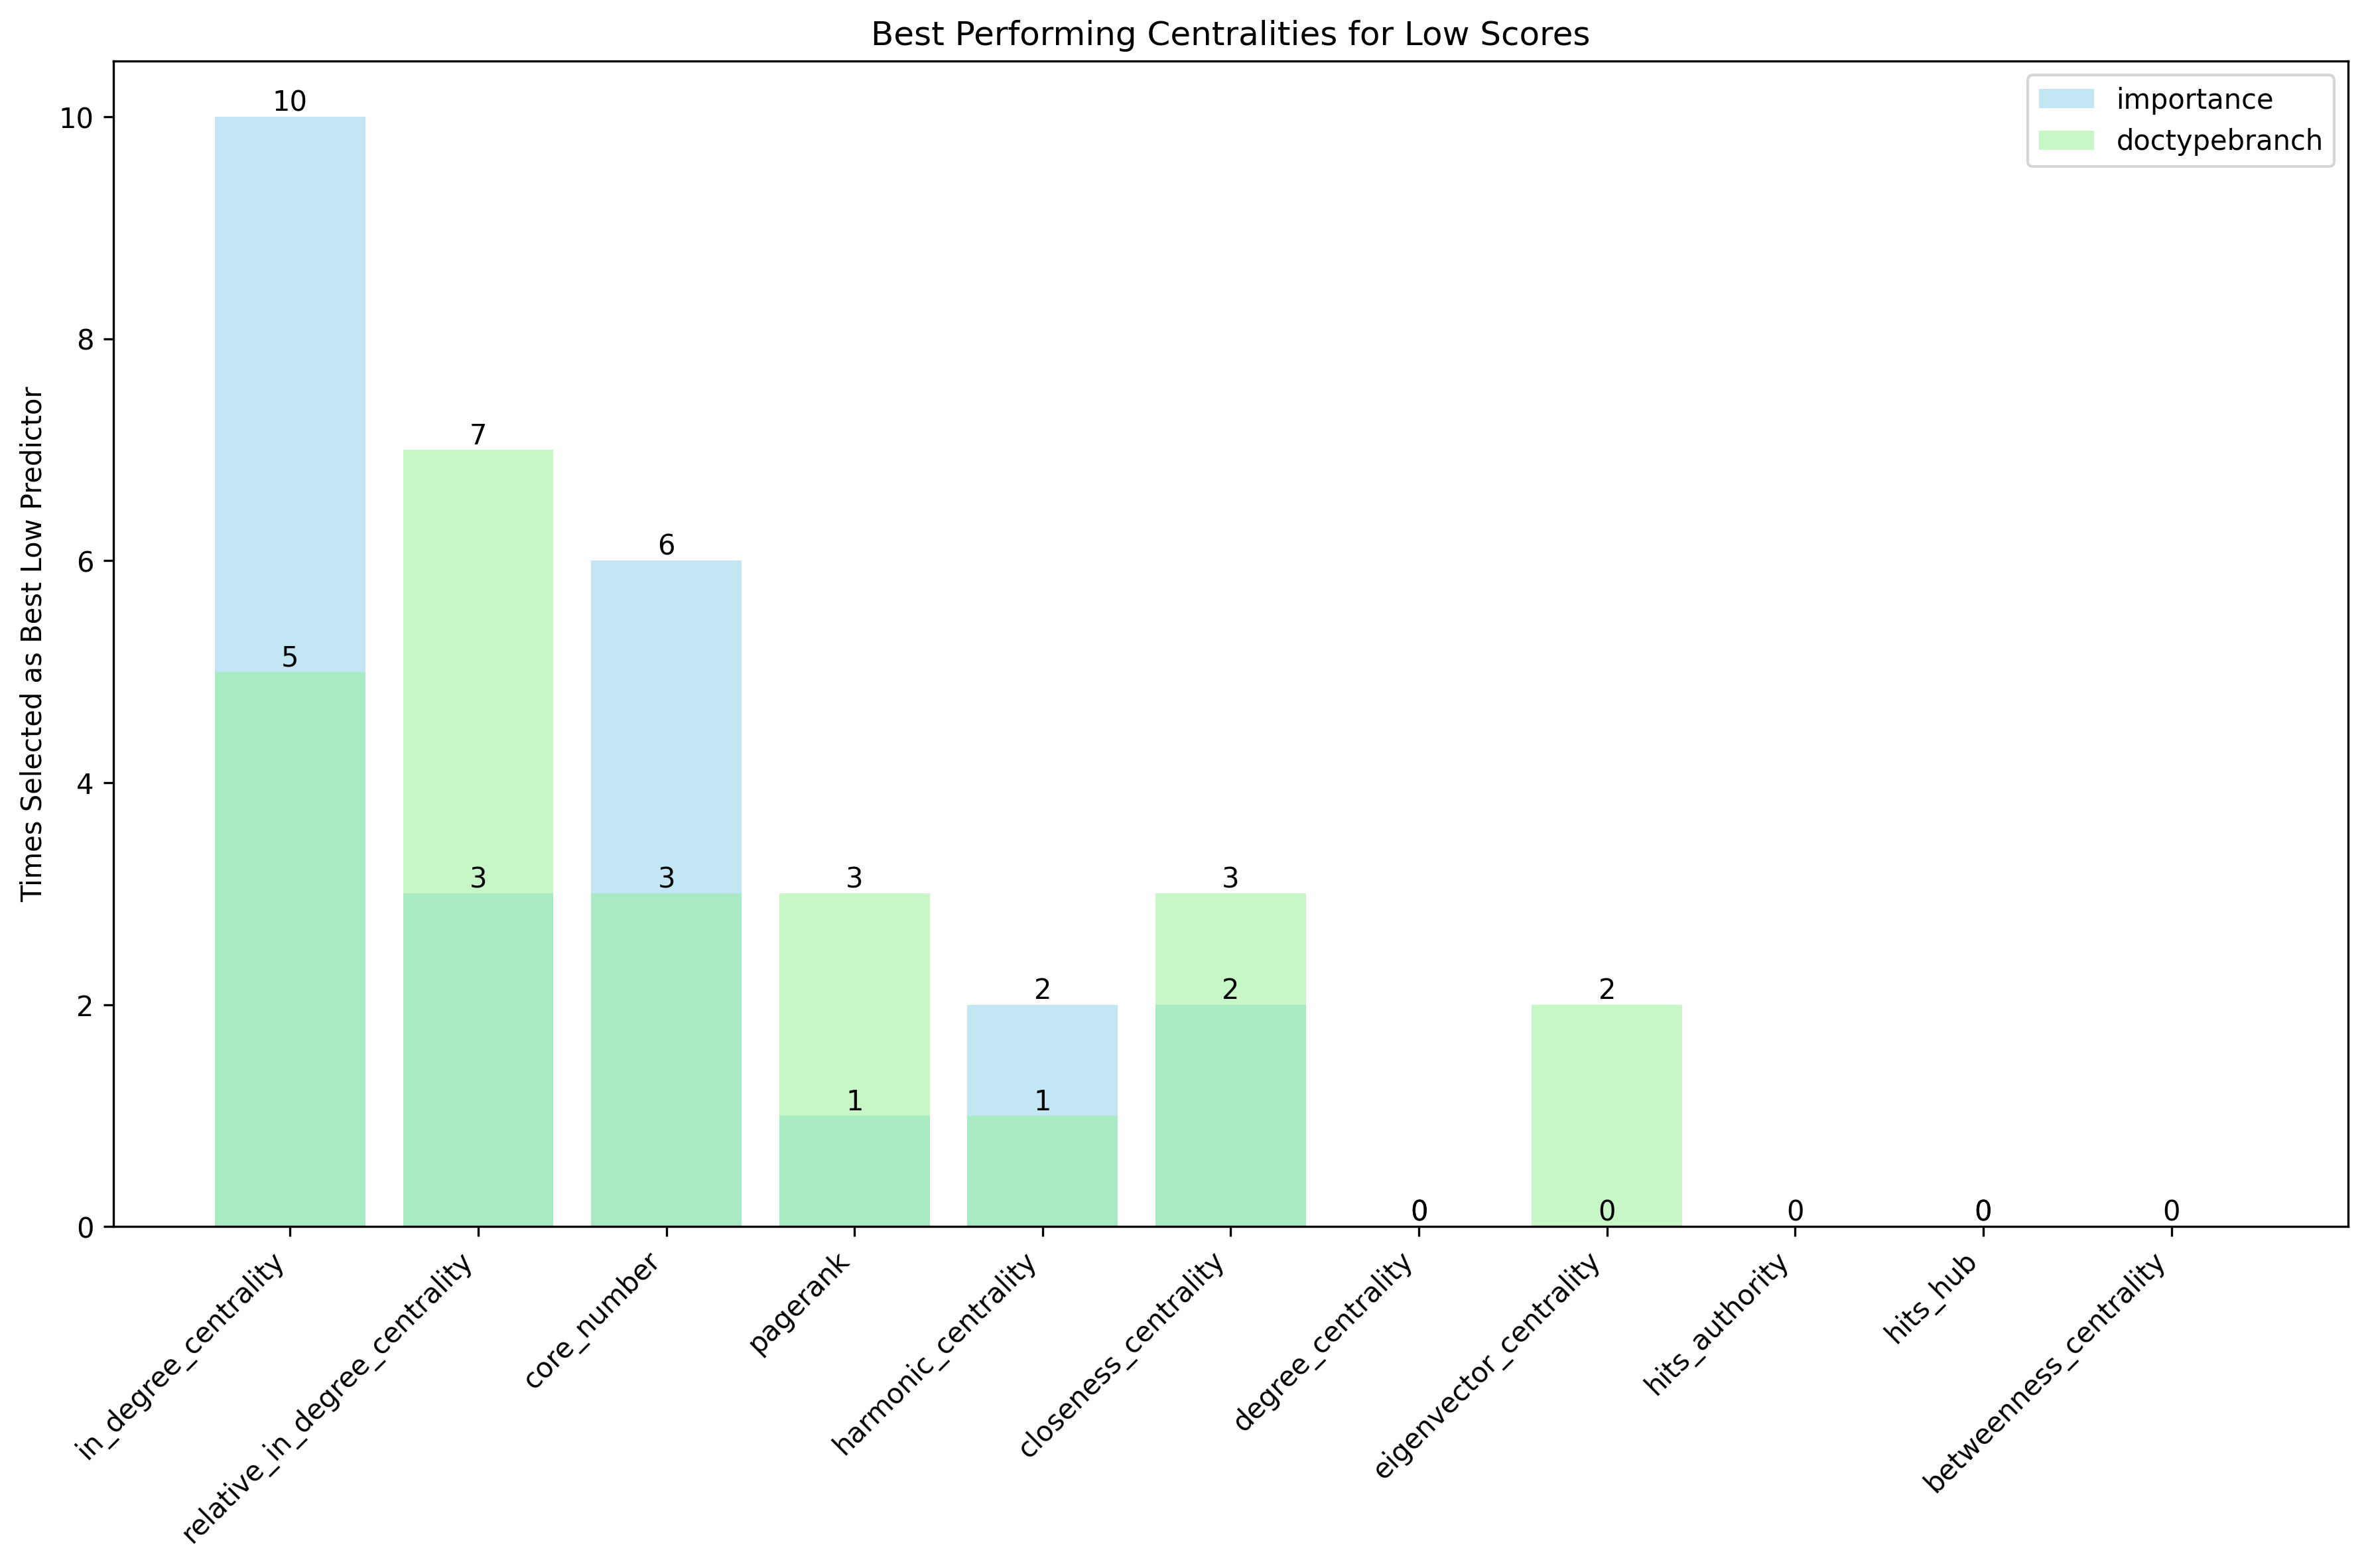 Best Performing Centralities for Low Scores
importance
doctypebranch
Times Selected as Best Low Predictor
10
8
6
4
2
0
10
5
7
3
6
3
3
1
2
1
3
2
0
2
0
0
0
0
in_degree_centrality
relative_in_degree_centrality
core_number
pagerank
harmonic_centrality
closeness_centrality
degree_centrality
eigenvector_centrality
hits_authority
hits_hub
betweenness_centrality